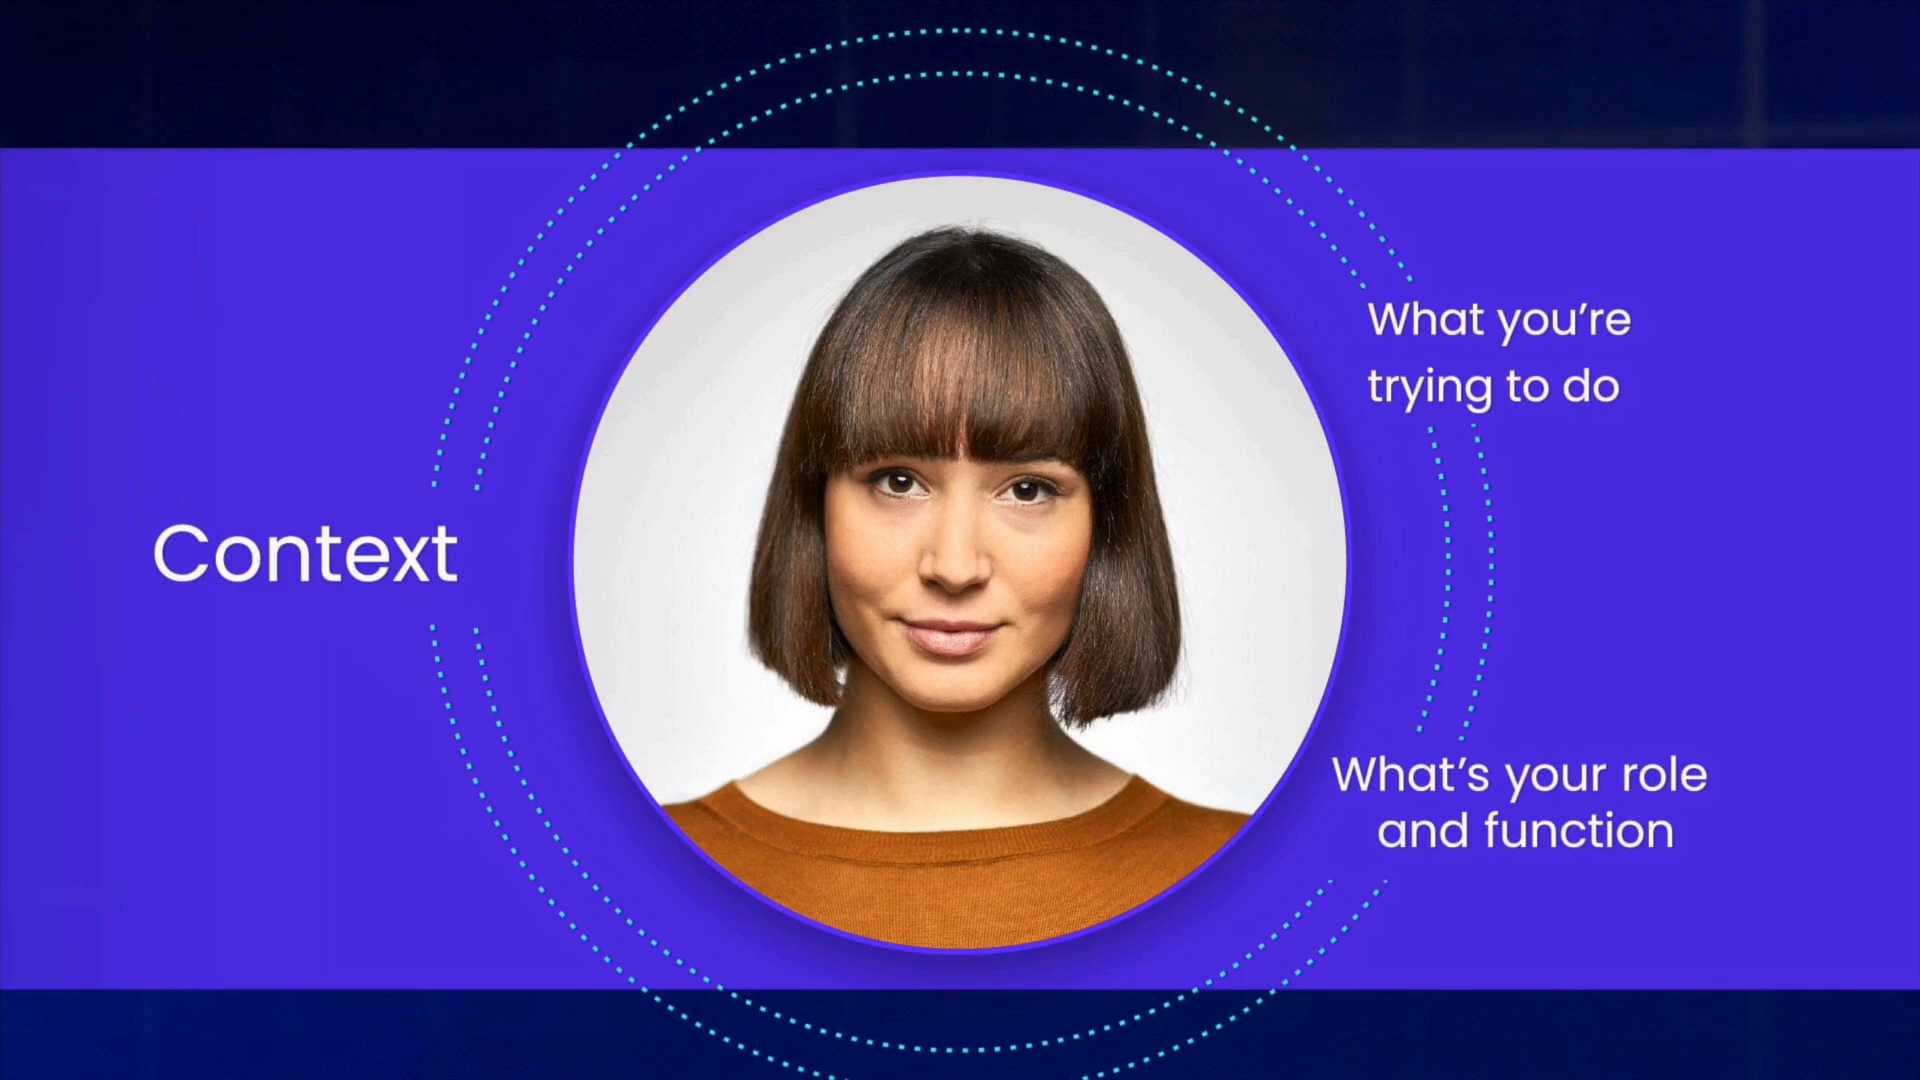 Context
What you’re
trying to do
What’s your role
and function